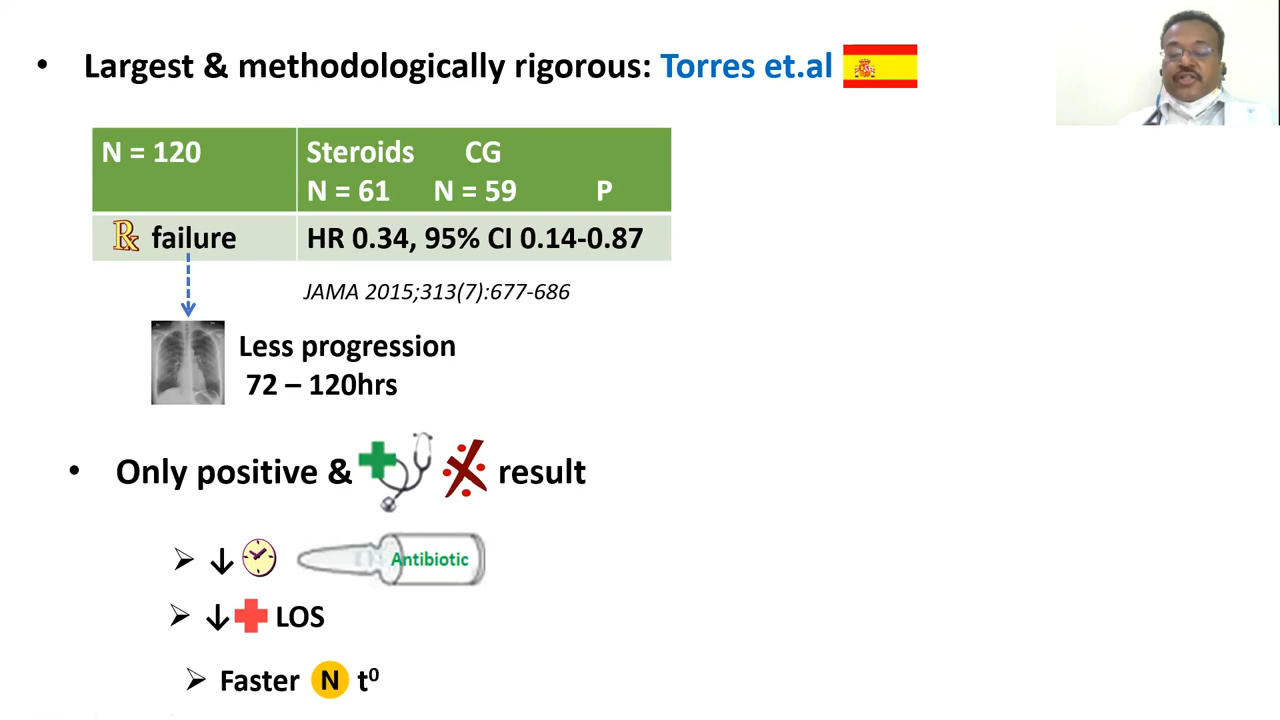 • Largest & methodologically rigorous: Torres et.al
N = 120
Steroids CG
N = 61 N = 59 P
℞ failure
HR 0.34, 95% CI 0.14-0.87
JAMA 2015;313(7):677-686
Less progression
72 – 120hrs
• Only positive & result
➢ ↓ Antibiotic
➢ ↓ LOS
➢ Faster N t⁰